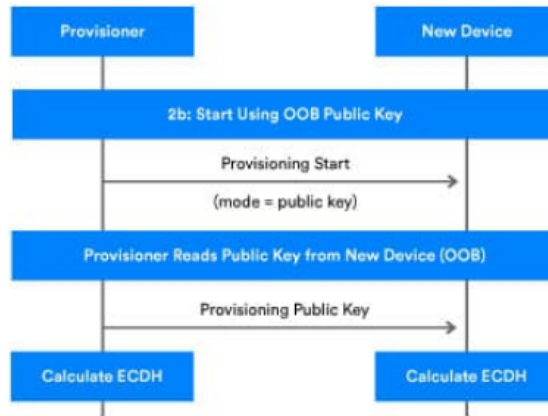 Provisioner
New Device
2b: Start Using OOB Public Key
Provisioning Start
(mode = public key)
Provisioner Reads Public Key from New Device (OOB)
Provisioning Public Key
Calculate ECDH
Calculate ECDH